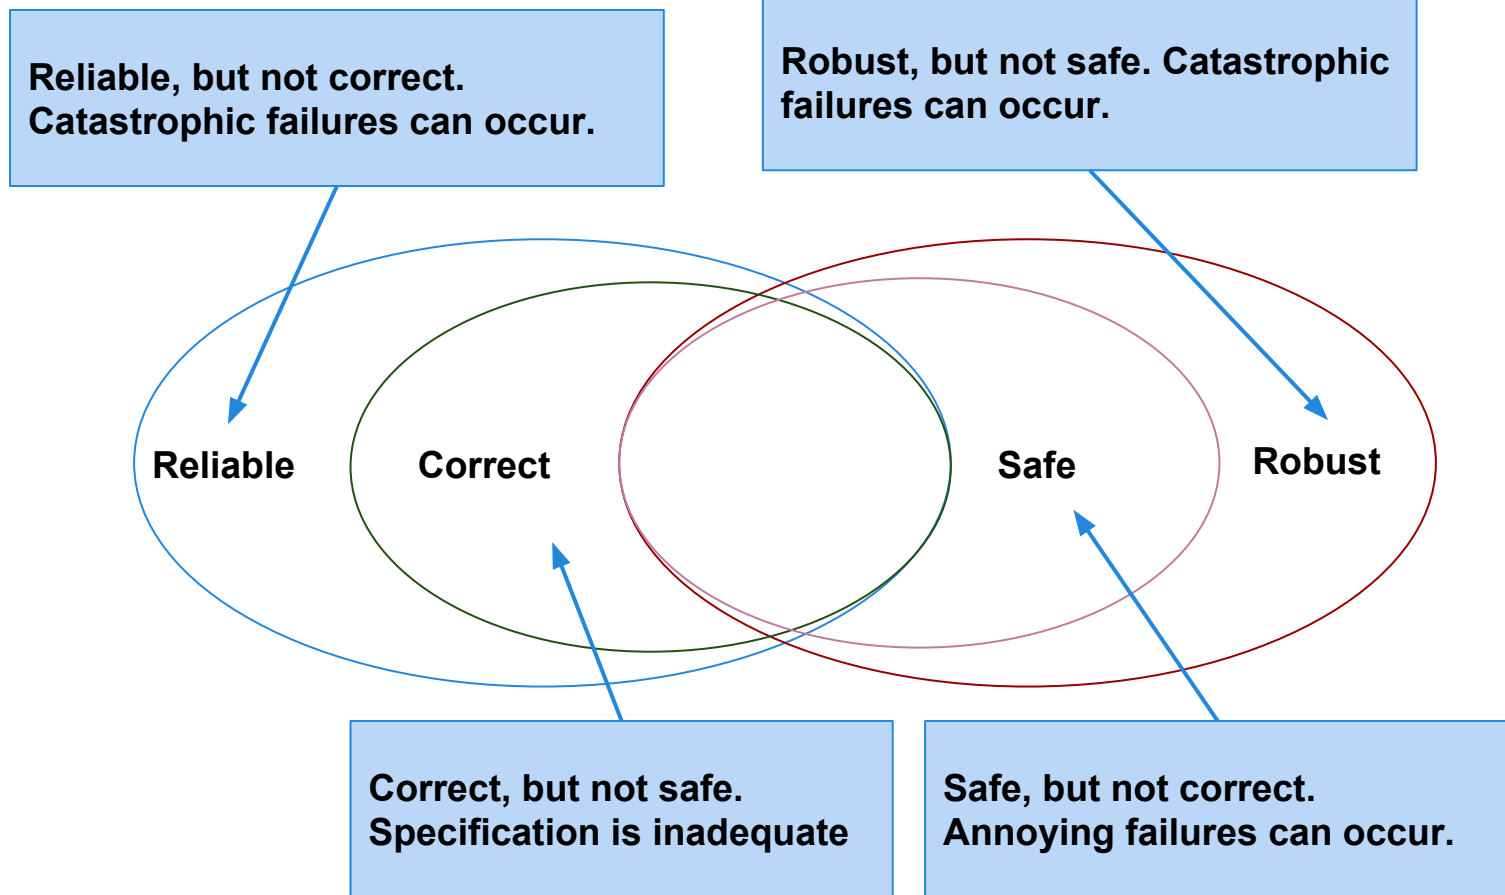 Reliable, but not correct.
Catastrophic failures can occur.
Robust, but not safe. Catastrophic
failures can occur.
Reliable
Correct
Safe
Robust
Correct, but not safe.
Specification is inadequate
Safe, but not correct.
Annoying failures can occur.